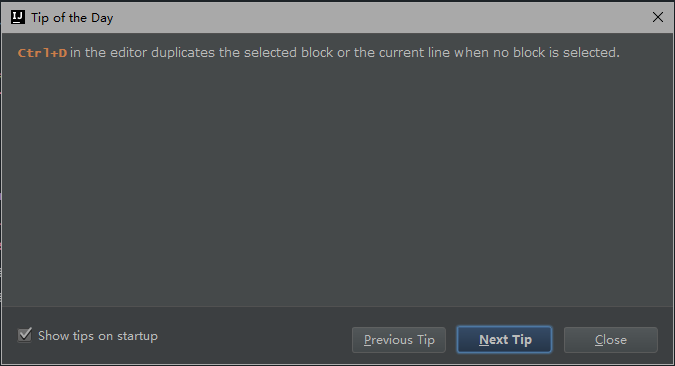 IJ Tip of the Day
Ctrl+D in the editor duplicates the selected block or the current line when no block is selected.
Show tips on startup
Previous Tip
Next Tip
Close